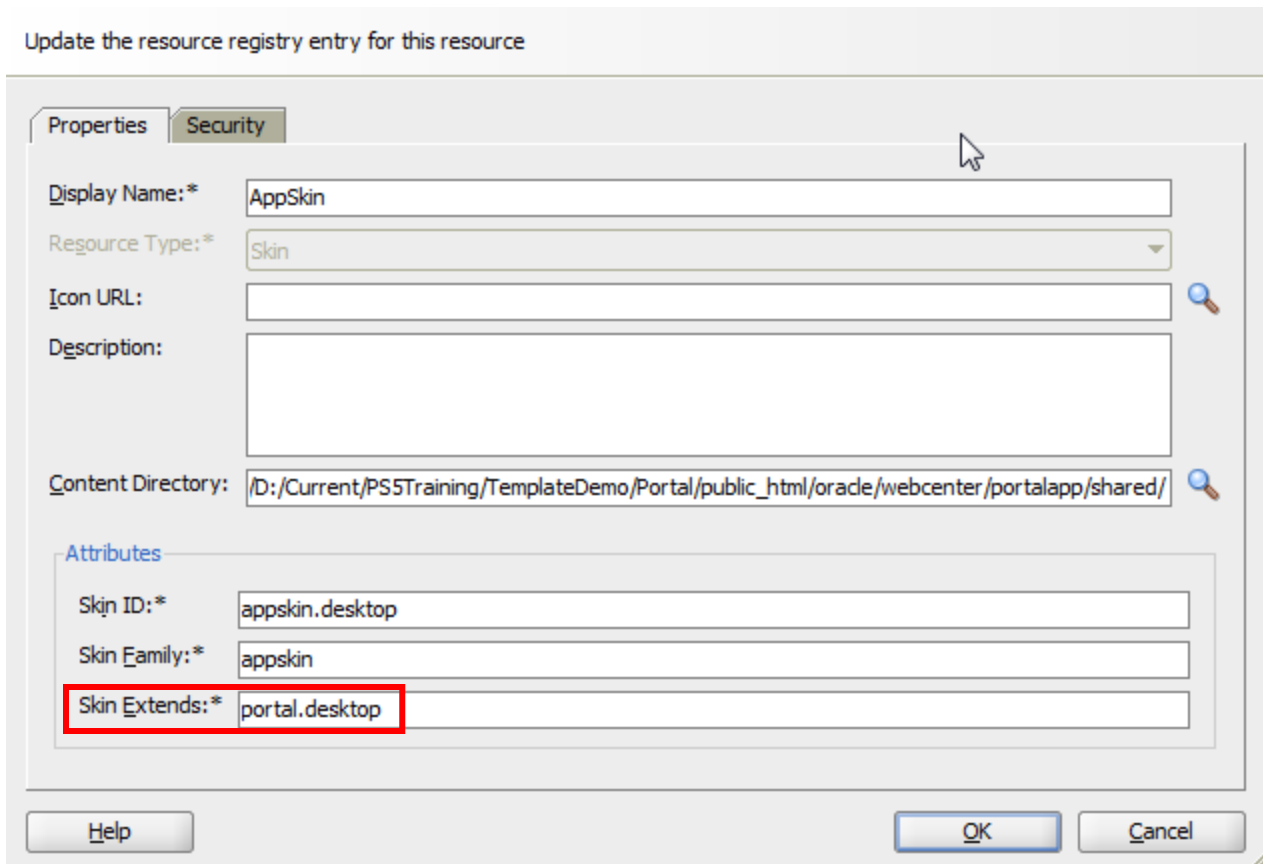 Update the resource registry entry for this resource
Properties Security
Display Name:* AppSkin
Resource Type:* Skin
Icon URL:
Description:
Content Directory: /D:/Current/PS5Training/TemplateDemo/Portal/public_html/oracle/webcenter/portalapp/shared/
Attributes
Skin ID:* appskin.desktop
Skin Family:* appskin
Skin Extends:* portal.desktop
Help OK Cancel